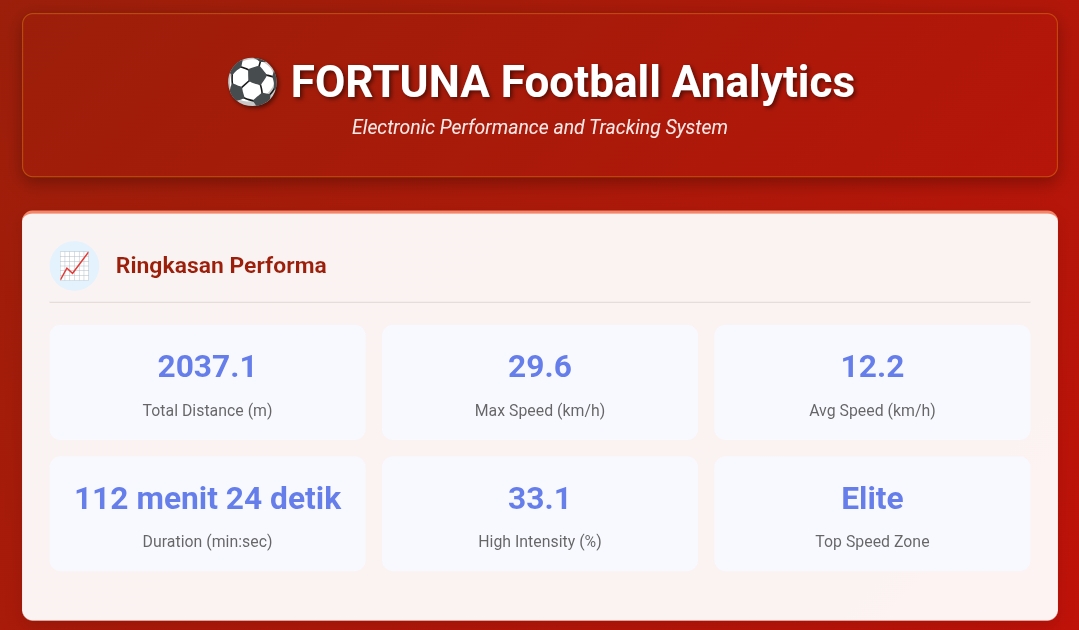 FORTUNA Football Analytics
Electronic Performance and Tracking System
Ringkasan Performa
2037.1
Total Distance (m)
29.6
Max Speed (km/h)
12.2
Avg Speed (km/h)
112 menit 24 detik
Duration (min:sec)
33.1
High Intensity (%)
Elite
Top Speed Zone